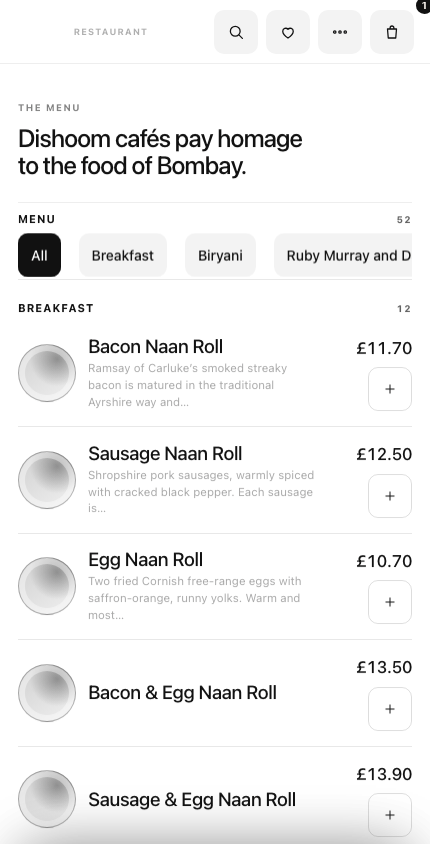 1
RESTAURANT
THE MENU
Dishoom cafés pay homage
to the food of Bombay.
MENU
52
All
Breakfast
Biryani
Ruby Murray and D
BREAKFAST
12
Bacon Naan Roll
£11.70
Ramsay of Carluke's smoked streaky
bacon is matured in the traditional
Ayrshire way and...
+
Sausage Naan Roll
£12.50
Shropshire pork sausages, warmly spiced
with cracked black pepper. Each sausage
is...
+
Egg Naan Roll
£10.70
Two fried Cornish free-range eggs with
saffron-orange, runny yolks. Warm and
most...
+
Bacon & Egg Naan Roll
£13.50
+
Sausage & Egg Naan Roll
£13.90
+